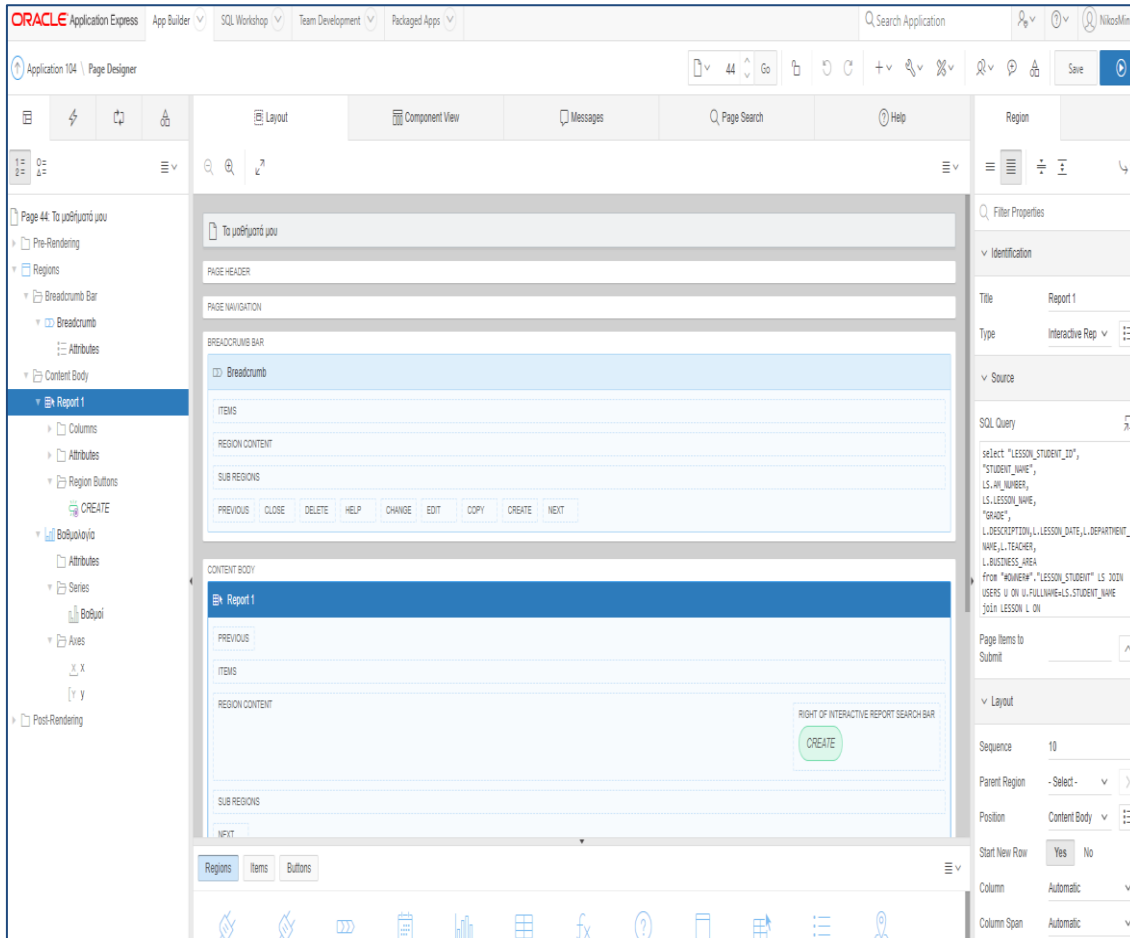 ORACLE Application Express App Builder SQL Workshop Team Development Packaged Apps Search Application NikosMim
Application 104 \ Page Designer 44 Go Save
Layout Component View Messages Page Search Help Region
Page 44: Τα μαθήματά μου
Pre-Rendering
Regions
Breadcrumb Bar
Breadcrumb
Attributes
Content Body
Report 1
Columns
Attributes
Region Buttons
CREATE
Βαθμολογία
Attributes
Series
Βαθμοί
Axes
x
y
Post-Rendering
Τα μαθήματά μου
PAGE HEADER
PAGE NAVIGATION
BREADCRUMB BAR
Breadcrumb
ITEMS
REGION CONTENT
SUB REGIONS
PREVIOUS CLOSE DELETE HELP CHANGE EDIT COPY CREATE NEXT
CONTENT BODY
Report 1
PREVIOUS
ITEMS
REGION CONTENT
RIGHT OF INTERACTIVE REPORT SEARCH BAR
CREATE
SUB REGIONS
NEXT
Regions Items Buttons
Filter Properties
Identification
Title Report 1
Type Interactive Rep
Source
SQL Query
select "LESSON_STUDENT_ID",
"STUDENT_NAME",
LS.AM_NUMBER,
LS.LESSON_NAME,
"GRADE",
L.DESCRIPTION,L.LESSON_DATE,L.DEPARTMENT_
NAME,L.TEACHER,
L.BUSINESS_AREA
from "#OWNER#"."LESSON_STUDENT" LS JOIN
USERS U ON U.FULLNAME=LS.STUDENT_NAME
join LESSON L ON
Page Items to
Submit
Layout
Sequence 10
Parent Region - Select -
Position Content Body
Start New Row Yes No
Column Automatic
Column Span Automatic